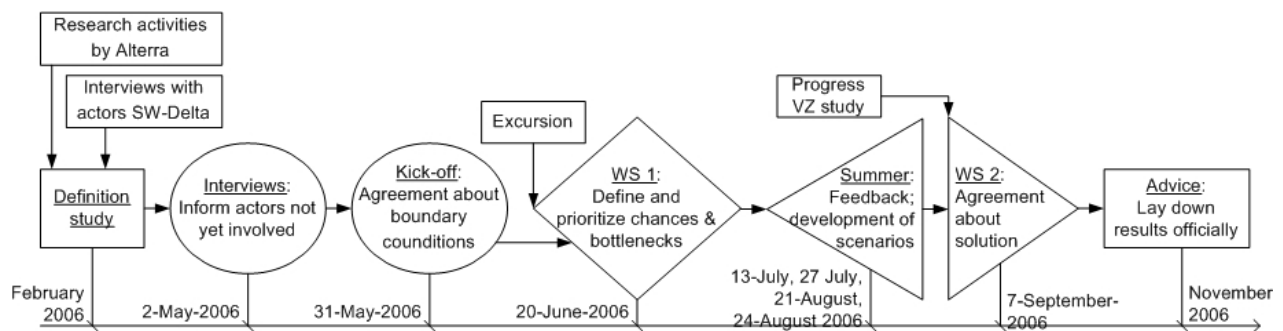 Research activities
by Alterra
Interviews with
actors SW-Delta
Excursion
Progress
VZ study
Definition
study
Interviews:
Inform actors not
yet involved
Kick-off:
Agreement about
boundary
counditions
WS 1:
Define and
prioritize chances &
bottlenecks
Summer:
Feedback;
development of
scenarios
WS 2:
Agreement
about
solution
Advice:
Lay down
results officially
February
2006
2-May-2006
31-May-2006
20-June-2006
13-July, 27 July,
21-August,
24-August 2006
7-September-
2006
November
2006